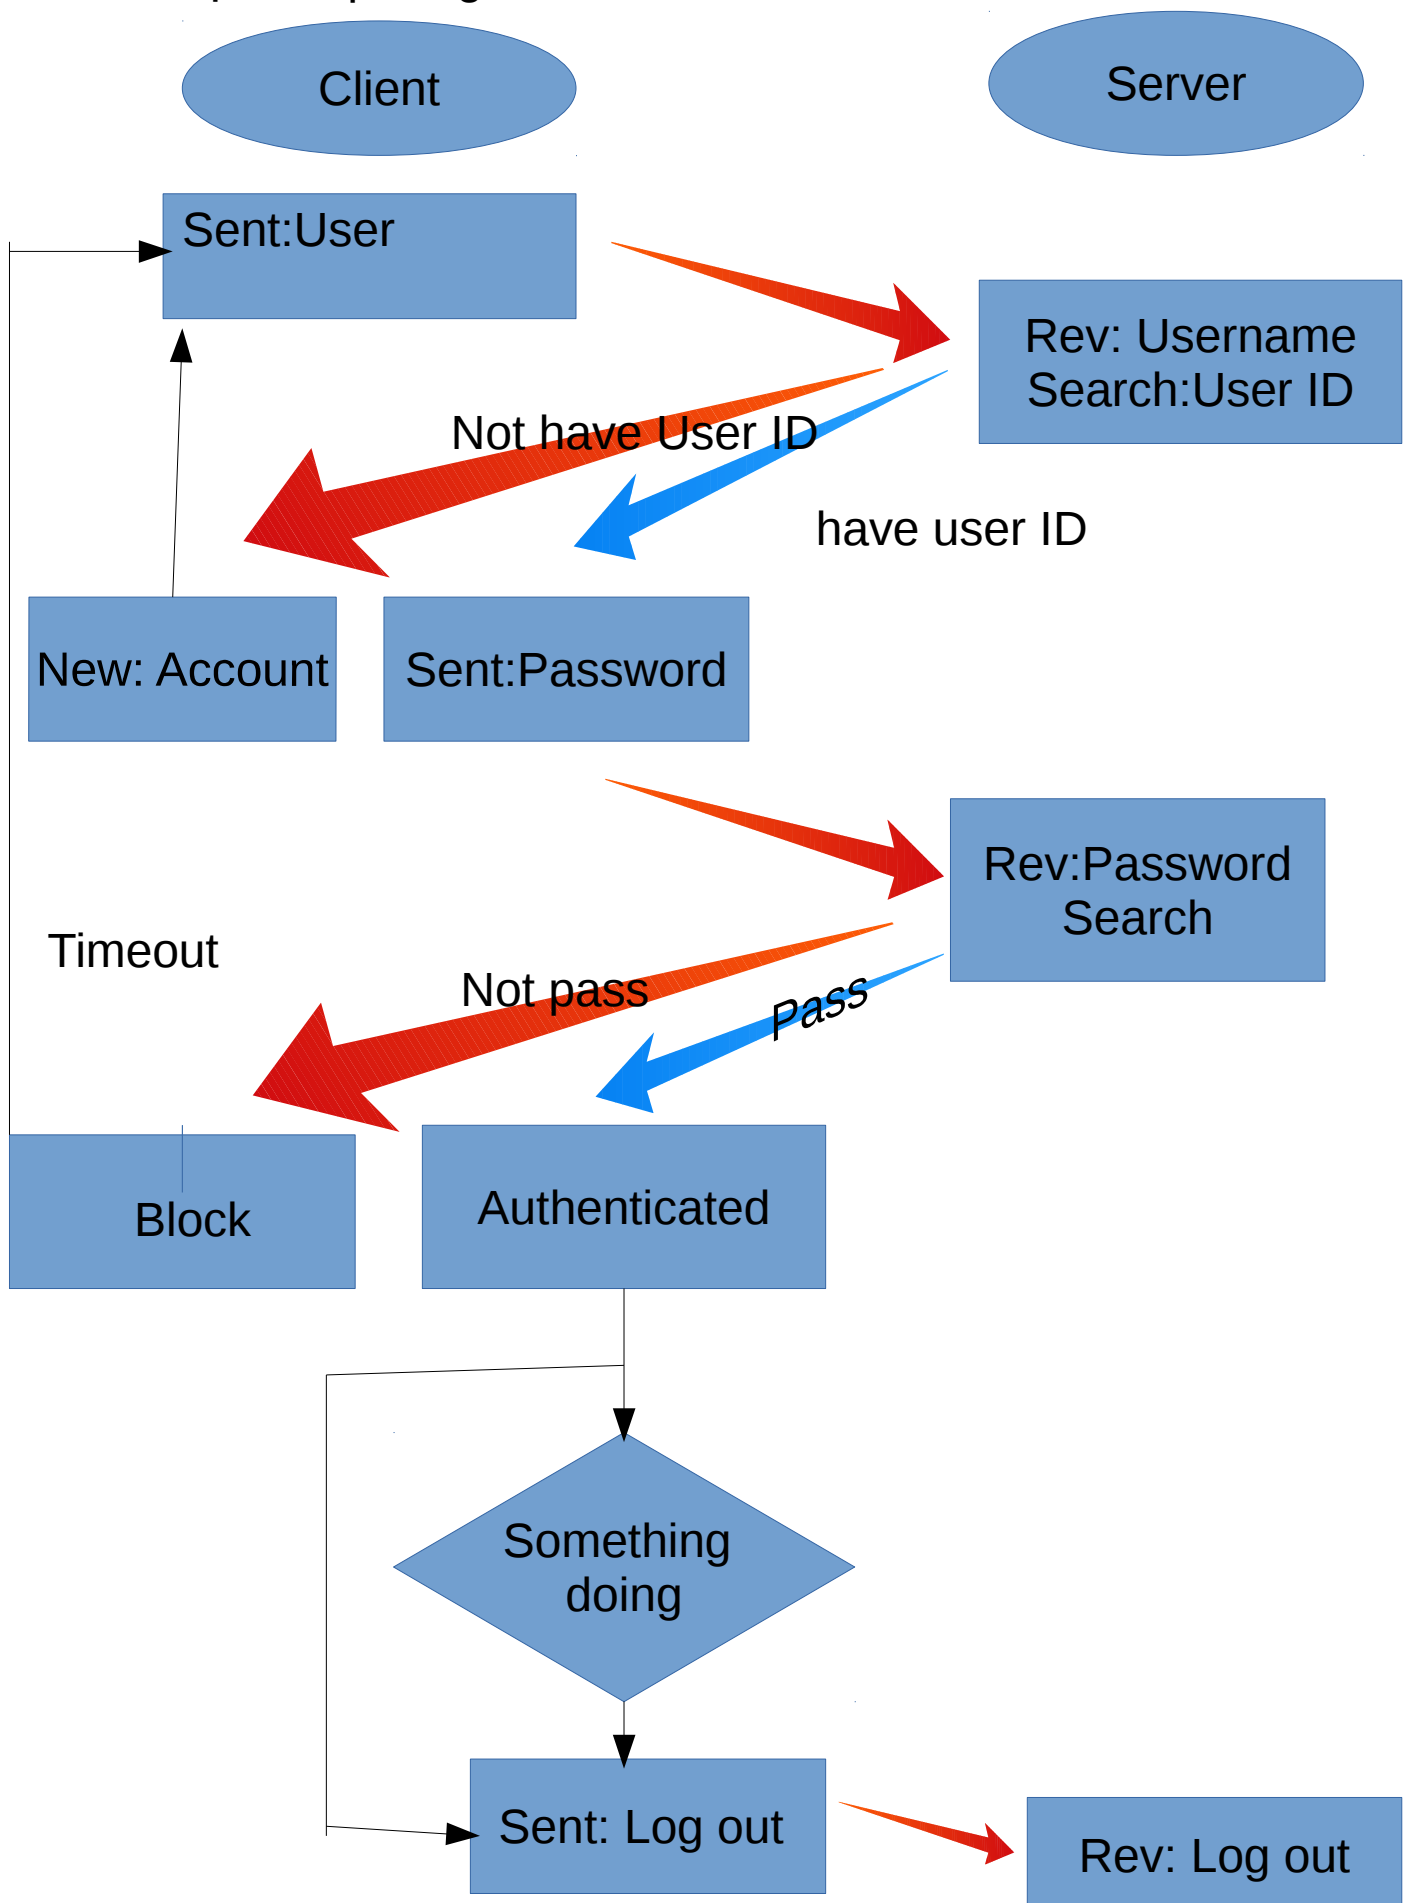 Client
Server
Sent:User
Rev: Username
Search:User ID
Not have User ID
have user ID
New: Account
Sent:Password
Rev:Password
Search
Timeout
Not pass
Pass
Block
Authenticated
Something
doing
Sent: Log out
Rev: Log out